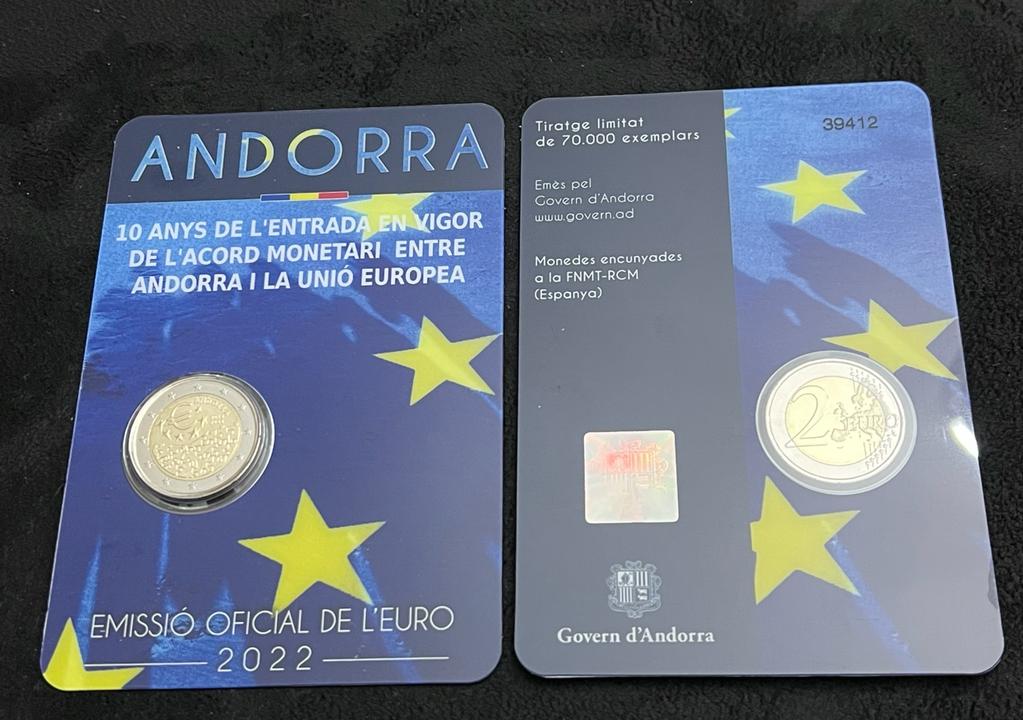 ANDORRA
10 ANYS DE L'ENTRADA EN VIGOR
DE L'ACORD MONETARI ENTRE
ANDORRA I LA UNIÓ EUROPEA
EMISSIÓ OFICIAL DE L'EURO
2022
Tiratge limitat
de 70.000 exemplars
39412
Emès pel
Govern d'Andorra
www.govern.ad
Monedes encunyades
a la FNMT-RCM
(Espanya)
2 EURO
Govern d'Andorra